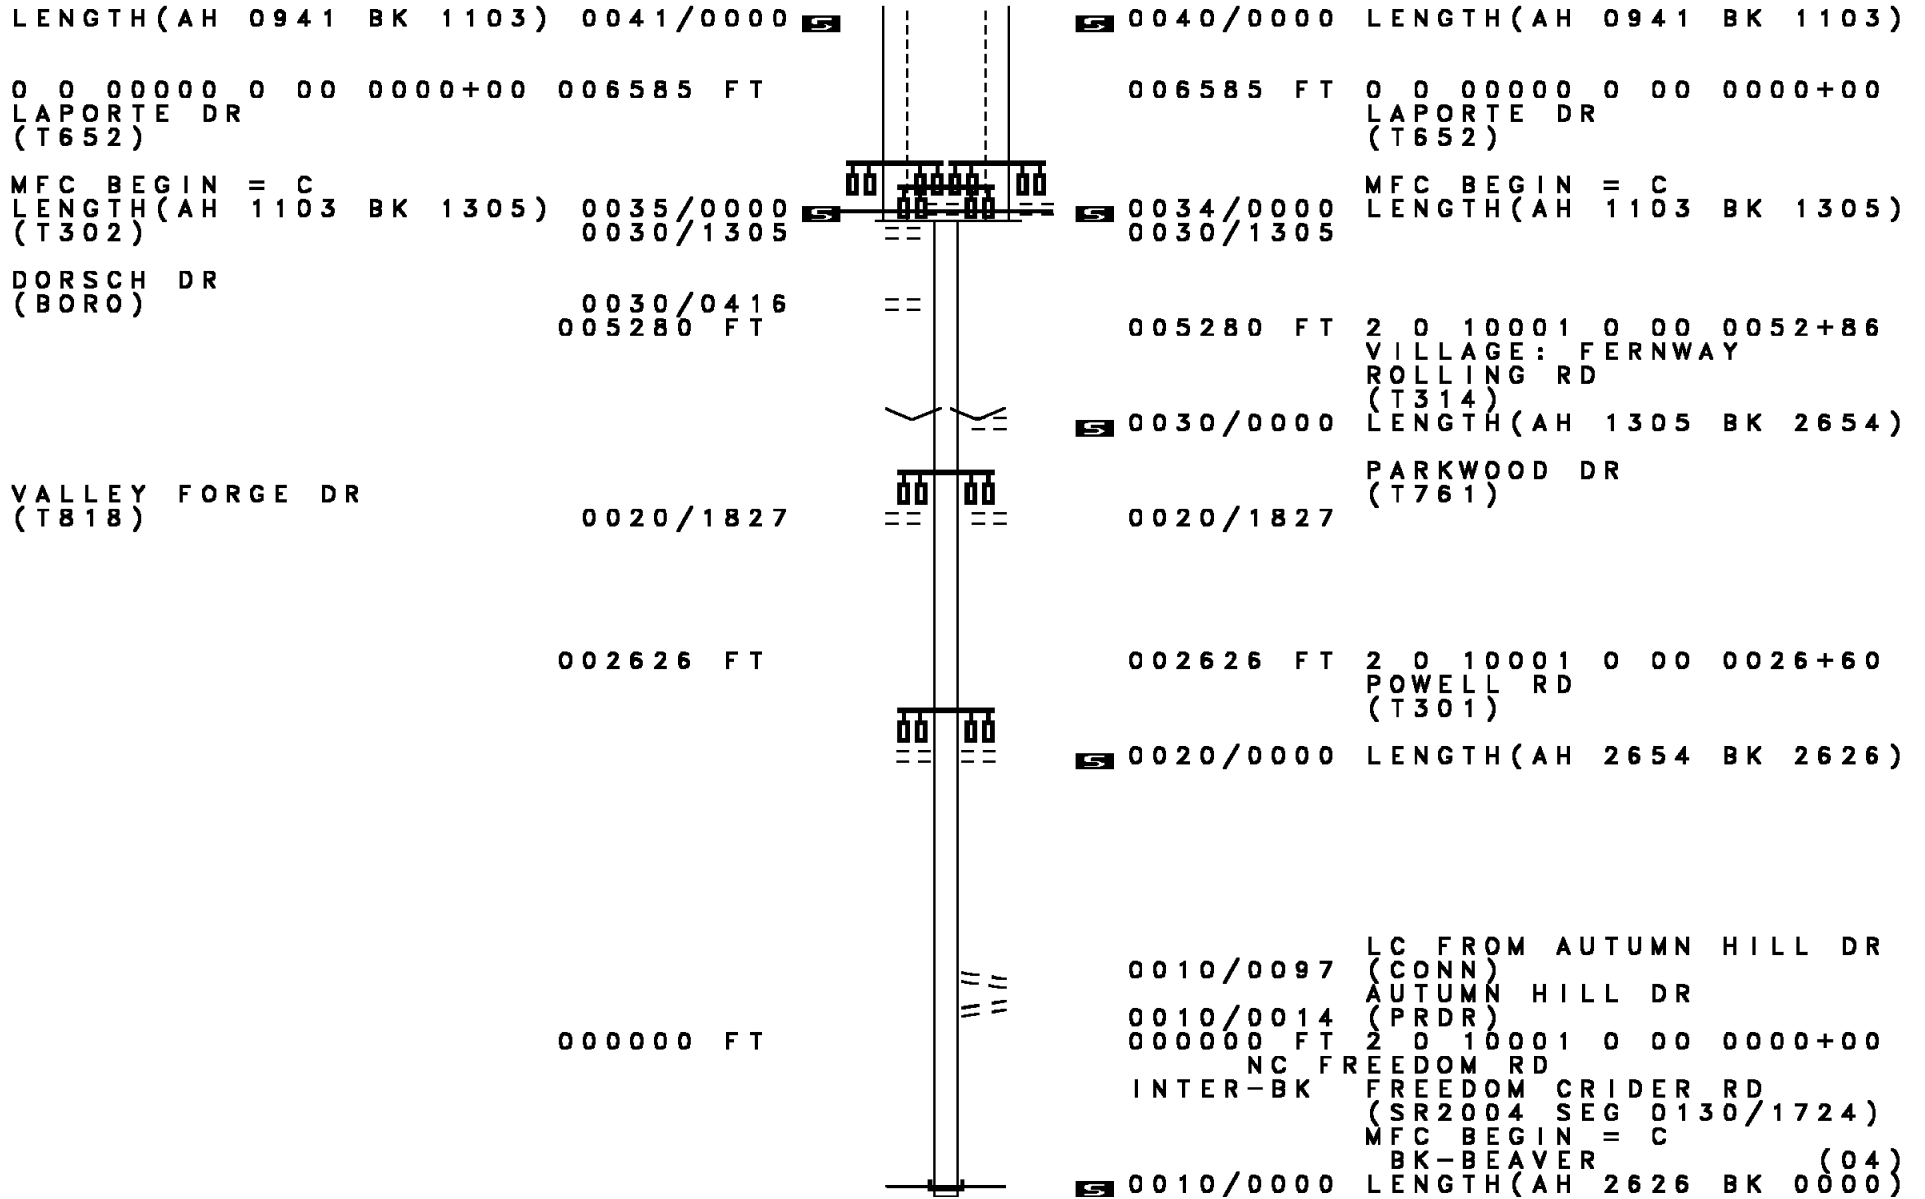 LENGTH(AH 0941 BK 1103) 0041/0000 S S 0040/0000 LENGTH(AH 0941 BK 1103)
0 0 00000 0 00 0000+00 006585 FT 006585 FT 0 0 00000 0 00 0000+00
LAPORTE DR LAPORTE DR
(T652) (T652)
MFC BEGIN = C MFC BEGIN = C
LENGTH(AH 1103 BK 1305) 0035/0000 S S 0034/0000 LENGTH(AH 1103 BK 1305)
(T302) 0030/1305 0030/1305
DORSCH DR
(BORO) 0030/0416
005280 FT 005280 FT 2 0 10001 0 00 0052+86
VILLAGE: FERNWAY
ROLLING RD
(T314)
S 0030/0000 LENGTH(AH 1305 BK 2654)
PARKWOOD DR
VALLEY FORGE DR (T761)
(T818) 0020/1827 0020/1827
002626 FT 002626 FT 2 0 10001 0 00 0026+60
POWELL RD
(T301)
S 0020/0000 LENGTH(AH 2654 BK 2626)
LC FROM AUTUMN HILL DR
0010/0097 (CONN)
AUTUMN HILL DR
0010/0014 (PRDR)
000000 FT 000000 FT 2 0 10001 0 00 0000+00
NC FREEDOM RD
INTER-BK FREEDOM CRIDER RD
(SR2004 SEG 0130/1724)
MFC BEGIN = C
BK-BEAVER (04)
S 0010/0000 LENGTH(AH 2626 BK 0000)